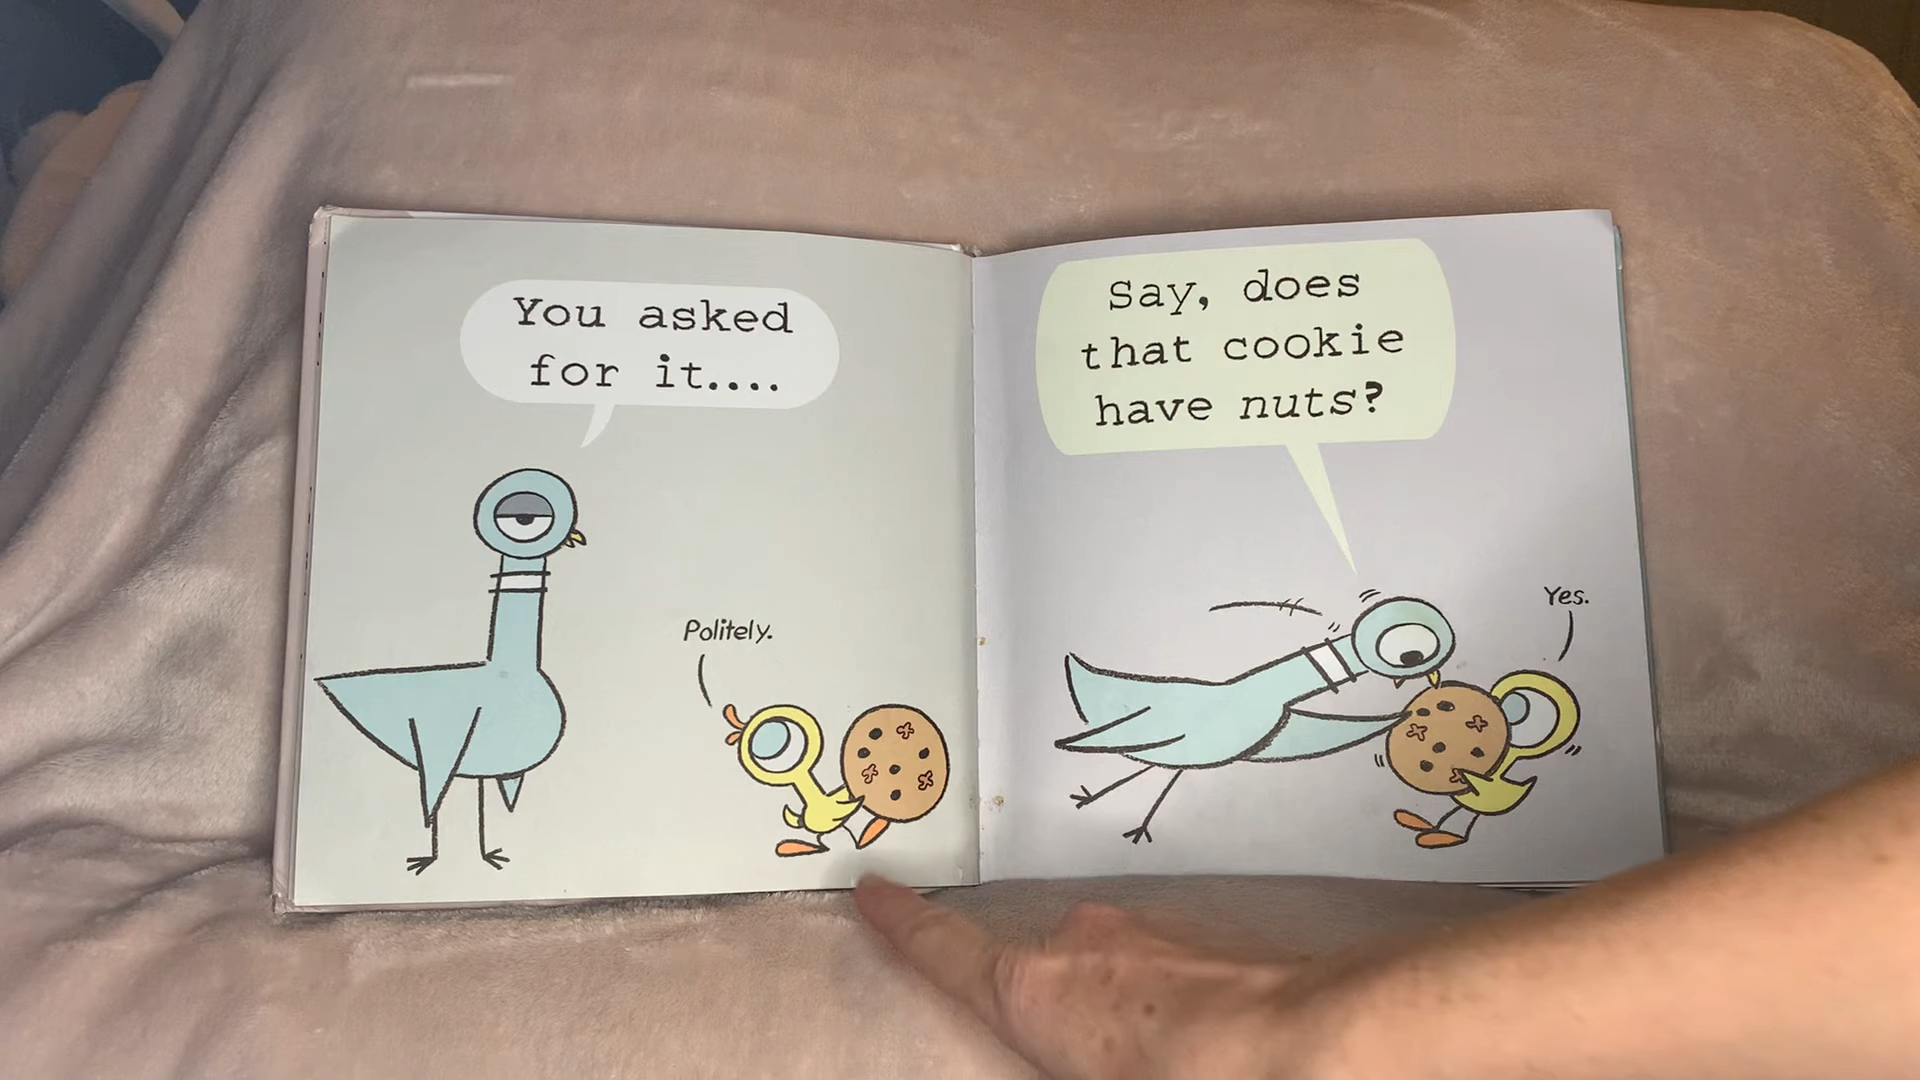 You asked
for it....
Politely.
Say, does
that cookie
have nuts?
Yes.